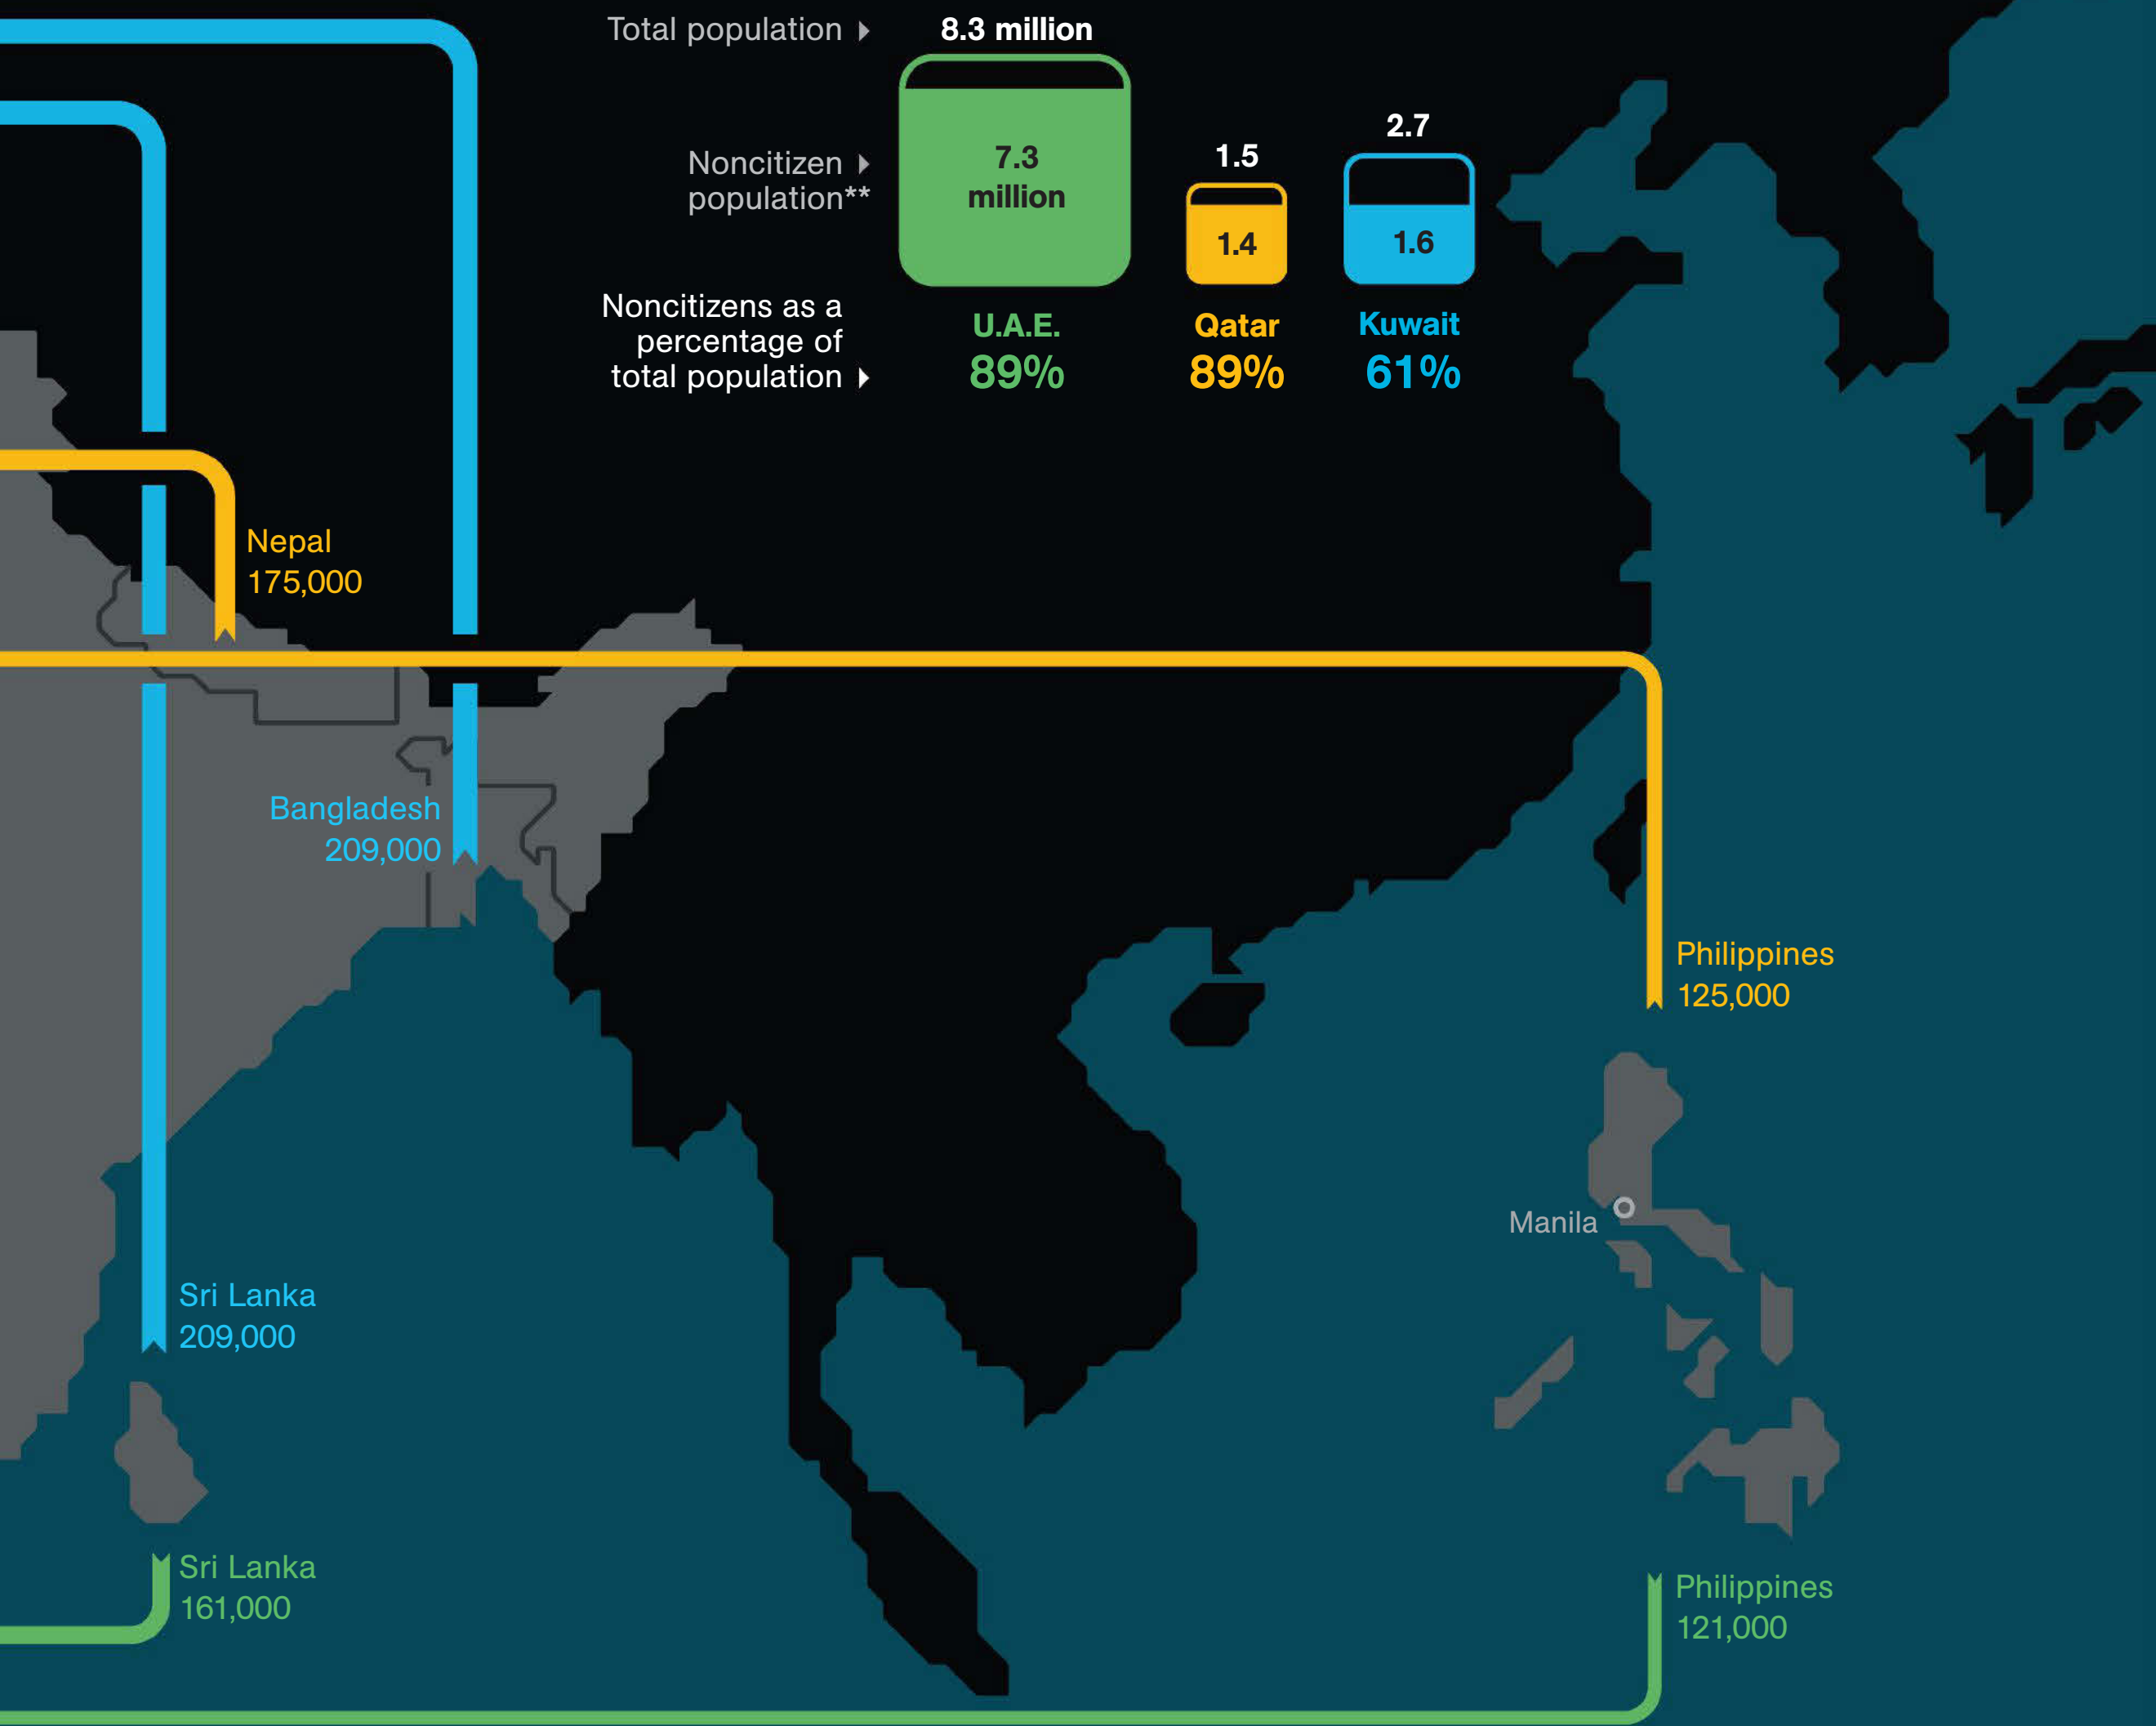 Total population
8.3 million
Noncitizen
population**
7.3
million
1.5
1.4
2.7
1.6
Noncitizens as a
percentage of
total population
U.A.E.
89%
Qatar
89%
Kuwait
61%
Nepal
175,000
Bangladesh
209,000
Philippines
125,000
Manila
Sri Lanka
209,000
Sri Lanka
161,000
Philippines
121,000